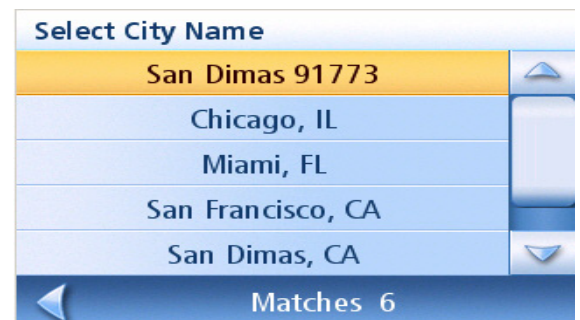 Select City Name
San Dimas 91773
Chicago, IL
Miami, FL
San Francisco, CA
San Dimas, CA
Matches 6